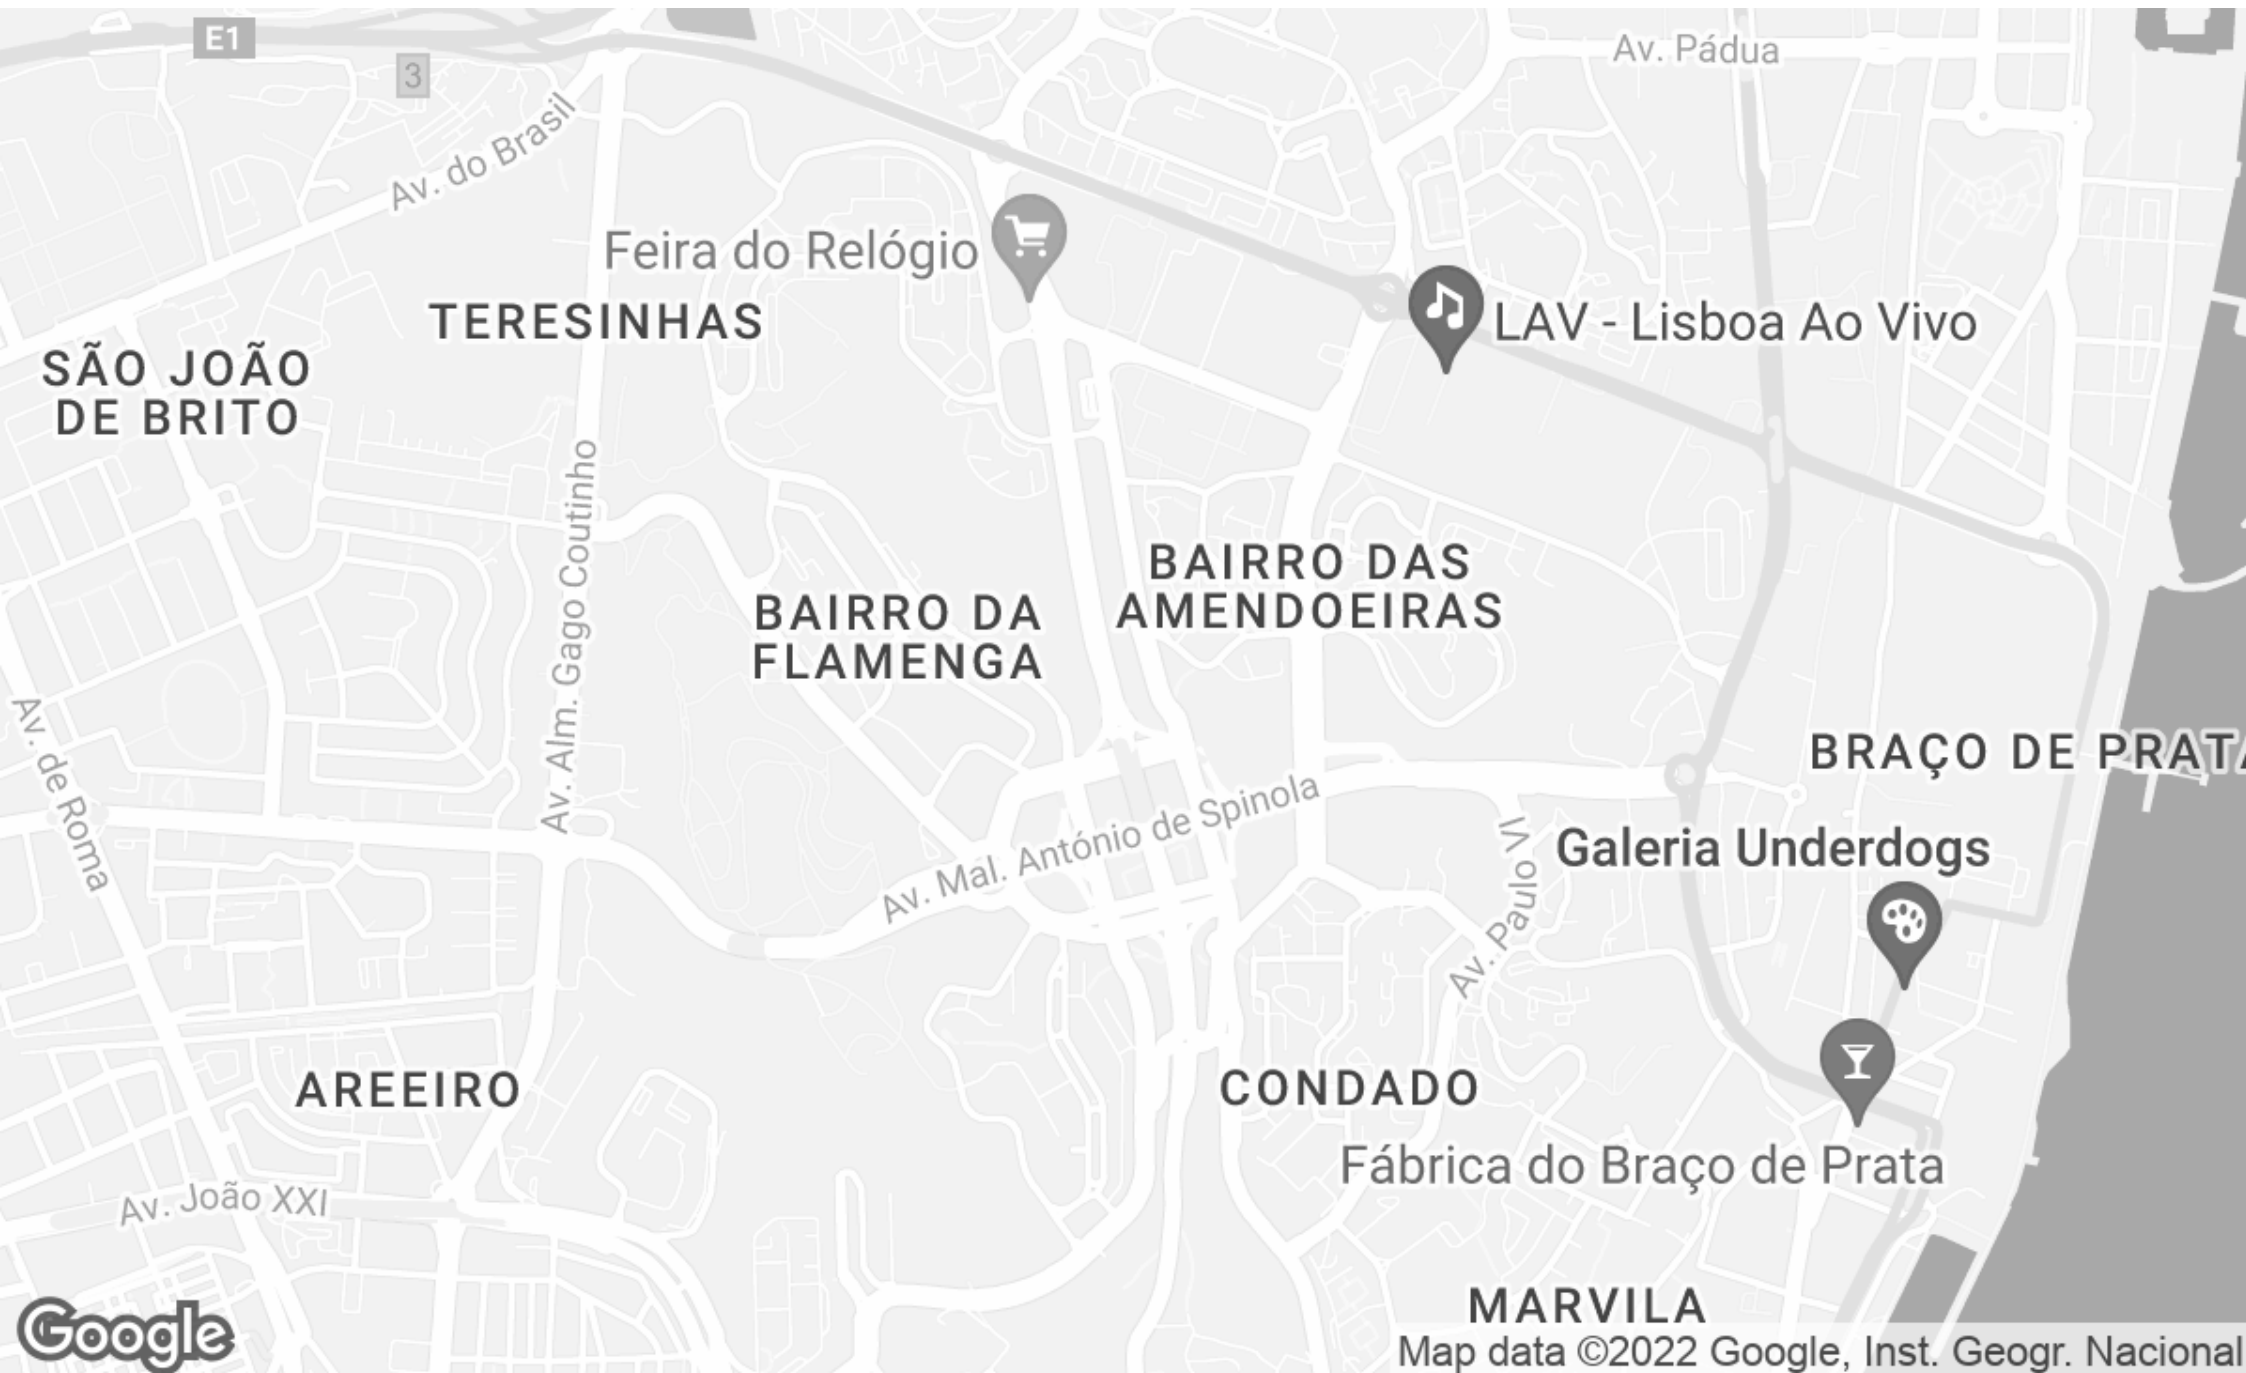 E1
Av. Pádua
3
Av. do Brasil
Feira do Relógio
TERESINHAS
LAV - Lisboa Ao Vivo
SÃO JOÃO
DE BRITO
Av. Alm. Gago Coutinho
BAIRRO DAS
AMENDOEIRAS
BAIRRO DA
FLAMENGA
Av. de Roma
BRAÇO DE PRATA
Av. Mal. António de Spinola
Av. Paulo VI
Galeria Underdogs
AREEIRO
CONDADO
Fábrica do Braço de Prata
Av. João XXI
MARVILA
Google
Map data ©2022 Google, Inst. Geogr. Nacional